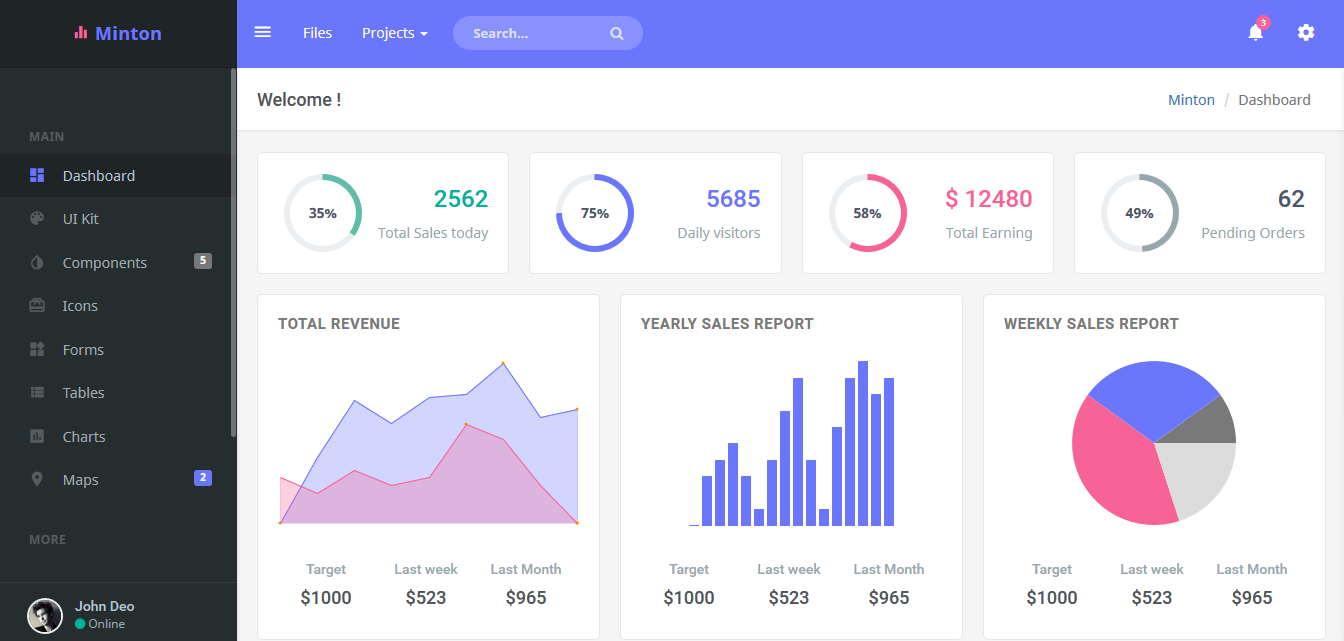 Minton
Files
Projects
Search...
3
MAIN
Dashboard
UI Kit
Components 5
Icons
Forms
Tables
Charts
Maps 2
MORE
John Deo
Online
Welcome !
Minton / Dashboard
35%
2562
Total Sales today
75%
5685
Daily visitors
58%
$ 12480
Total Earning
49%
62
Pending Orders
TOTAL REVENUE
Target Last week Last Month
$1000 $523 $965
YEARLY SALES REPORT
Target Last week Last Month
$1000 $523 $965
WEEKLY SALES REPORT
Target Last week Last Month
$1000 $523 $965